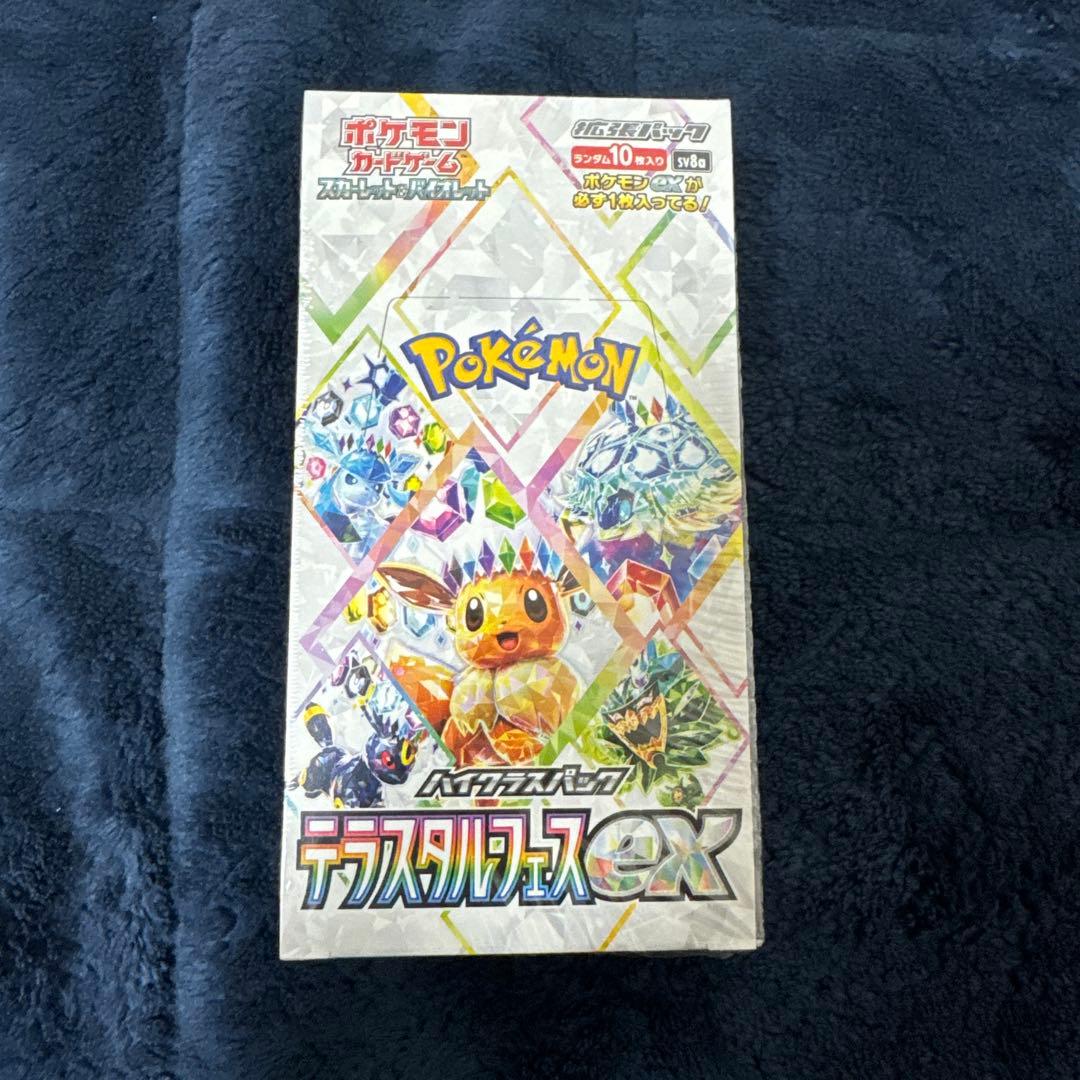 ポケモン
カードゲーム
スカーレット&バイオレット
拡張パック
ランダム10枚入り sv8a
ポケモンexが
必ず1枚入ってる!
POKéMON
TM
ハイクラスパック
テラスタル・フェスex